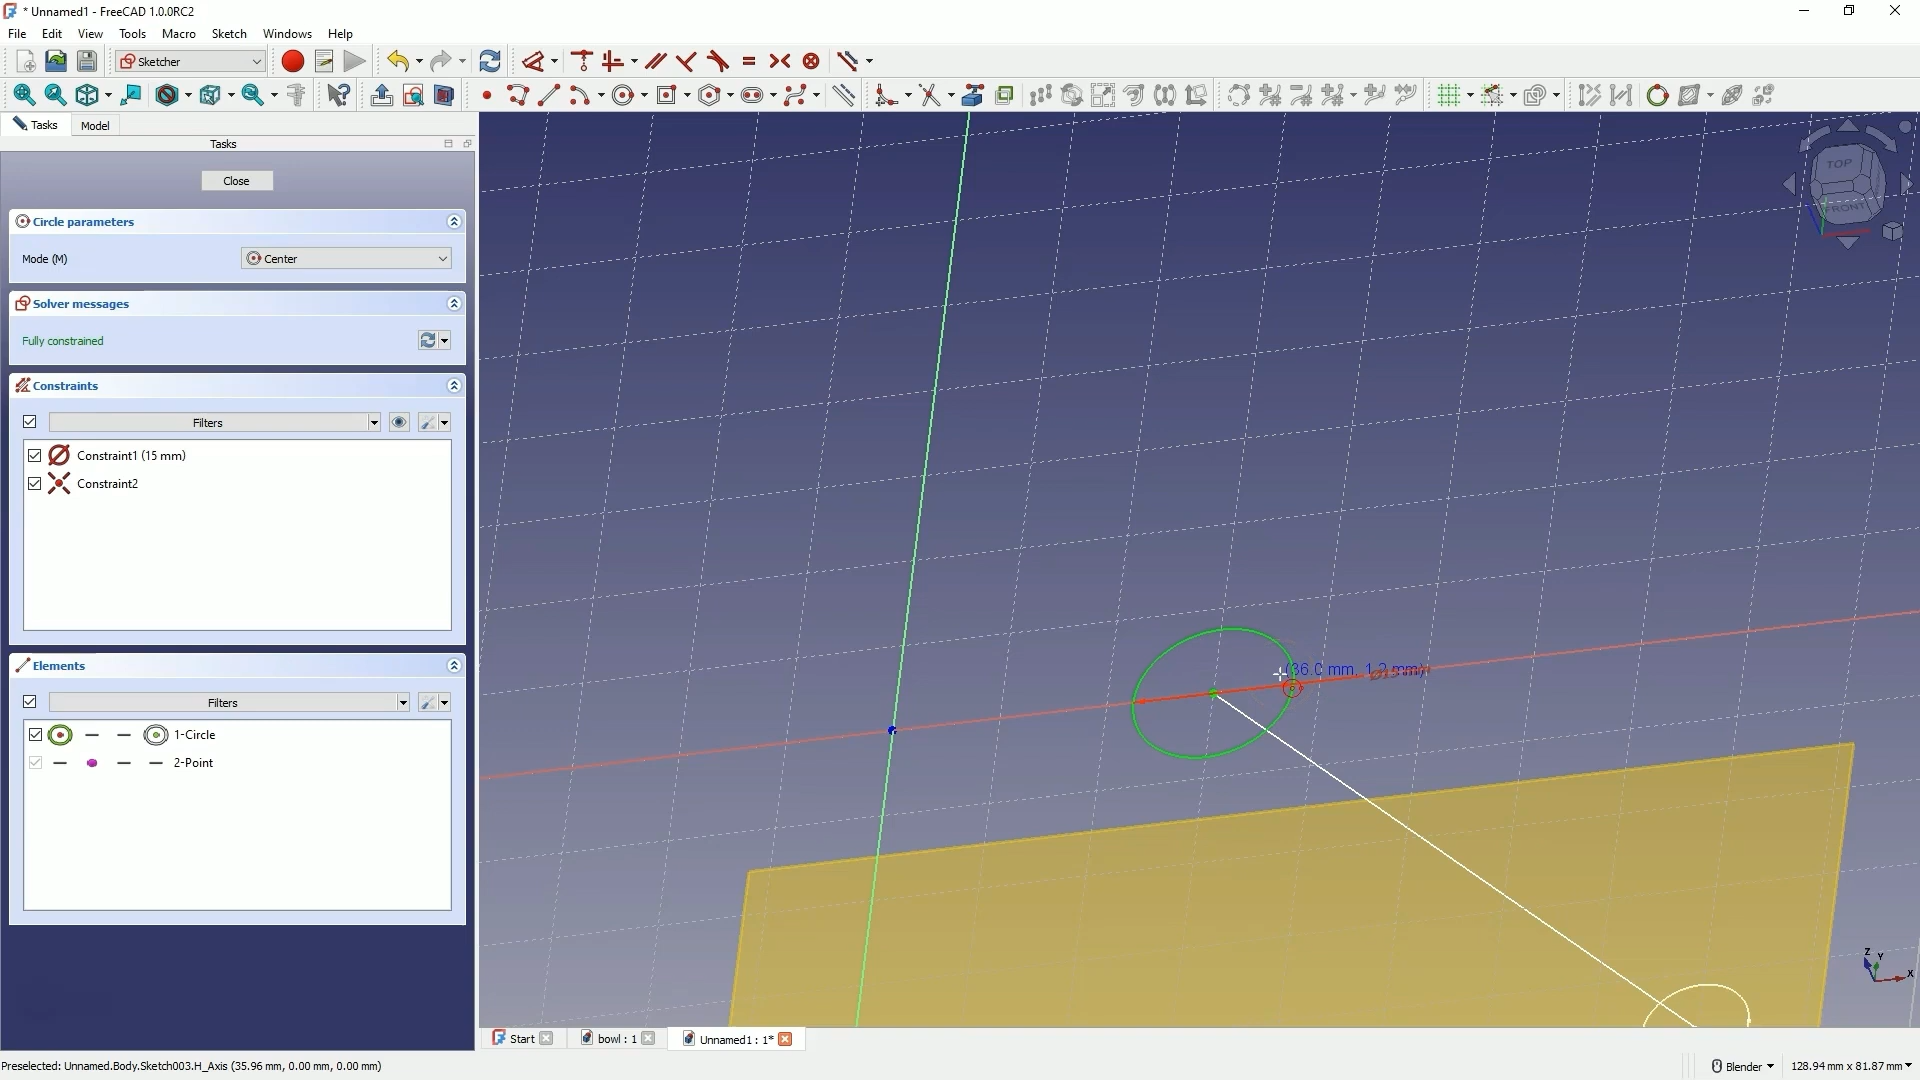 * Unnamed1 - FreeCAD 1.0.0RC2
File Edit View Tools Macro Sketch Windows Help
Sketcher
Tasks Model
Tasks
Close
Circle parameters
Mode (M) Center
Solver messages
Fully constrained
Constraints
Filters
Constraint1 (15 mm)
Constraint2
Elements
Filters
1-Circle
2-Point
TOP
FRONT
(36.0 mm, 1.2 mm)
Z Y X
Start bowl : 1 Unnamed1 : 1*
Preselected: Unnamed.Body.Sketch003.H_Axis (35.96 mm, 0.00 mm, 0.00 mm)
Blender 128.94 mm x 81.87 mm